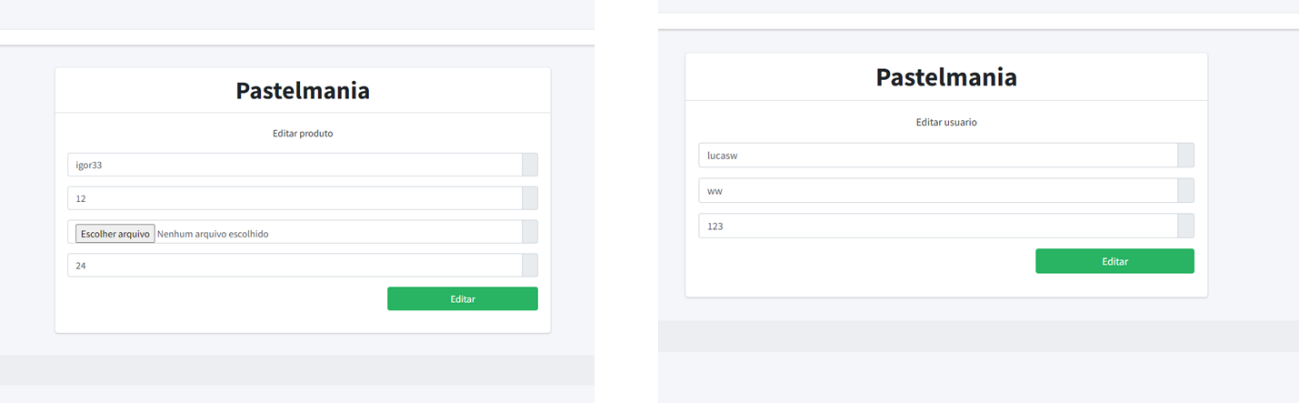 Pastelmania
Editar produto
igor33
12
Escolher arquivo Nenhum arquivo escolhido
24
Editar
Pastelmania
Editar usuario
lucasw
ww
123
Editar